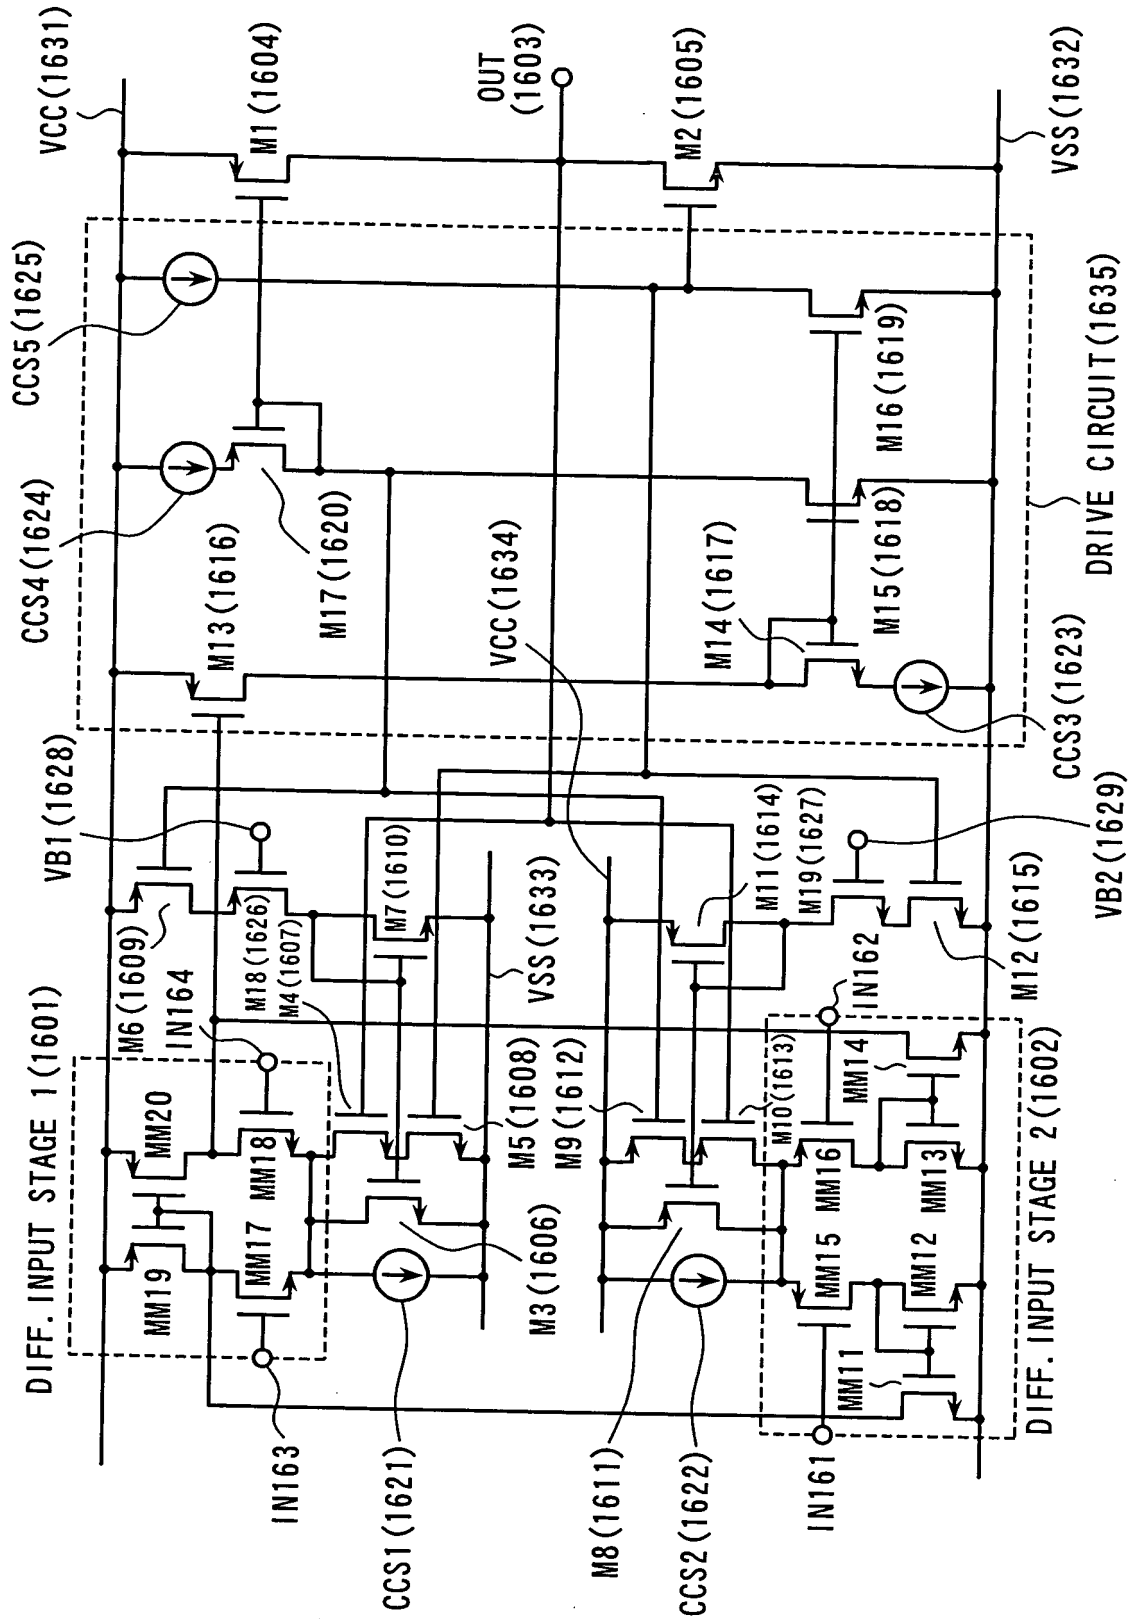 VCC(1631)
M1(1604)
OUT
(1603)
M2(1605)
VSS(1632)
CCS5(1625)
CCS4(1624)
M13(1616)
M17(1620)
VCC(1634)
M14(1617)
M15(1618)
M16(1619)
CCS3(1623)
DRIVE CIRCUIT(1635)
VB1(1628)
M6(1609)
IN164
M18(1626)
M4(1607)
M7(1610)
VSS(1633)
M11(1614)
M19(1627)
IN162
VB2(1629)
M12(1615)
DIFF.INPUT STAGE 1(1601)
MM20
MM19
MM18
MM17
IN163
M5(1608)
M9(1612)
M10(1613)
M3(1606)
CCS1(1621)
M8(1611)
CCS2(1622)
IN161
MM14
MM16
MM13
MM15
MM12
MM11
DIFF.INPUT STAGE 2(1602)